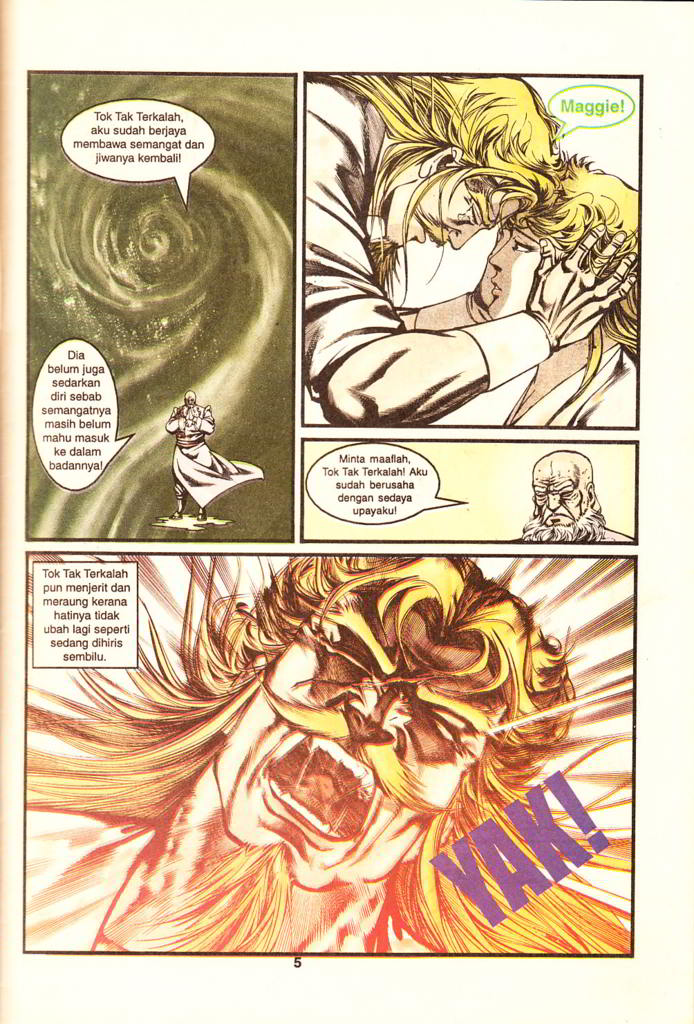 Tok Tak Terkalah,
aku sudah berjaya
membawa semangat dan
jiwanya kembali!
Dia
belum juga
sedarkan
diri sebab
semangatnya
masih belum
mahu masuk
ke dalam
badannya!
Maggie!
Minta maaflah,
Tok Tak Terkalah! Aku
sudah berusaha
dengan sedaya
upayaku!
Tok Tak Terkalah
pun menjerit dan
meraung kerana
hatinya tidak
ubah lagi seperti
sedang dihiris
sembilu.
YAK!
5